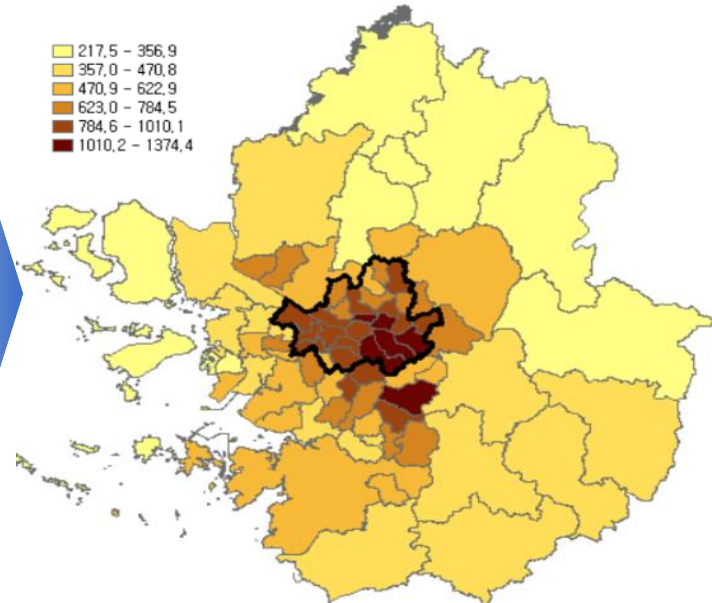 217,5 - 356,9
357,0 - 470,8
470,9 - 622,9
623,0 - 784,5
784,6 - 1010,1
1010,2 - 1374,4